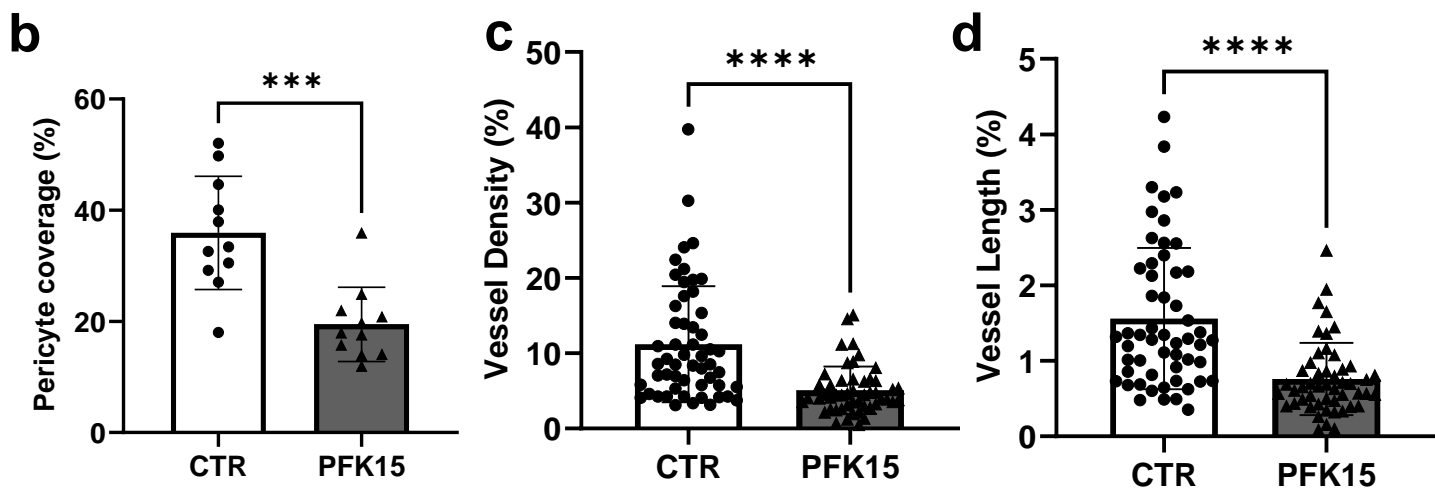 b
***
Pericyte coverage (%)
60
40
20
0
CTR PFK15
c
****
Vessel Density (%)
50
40
30
20
10
0
CTR PFK15
d
****
Vessel Length (%)
5
4
3
2
1
0
CTR PFK15